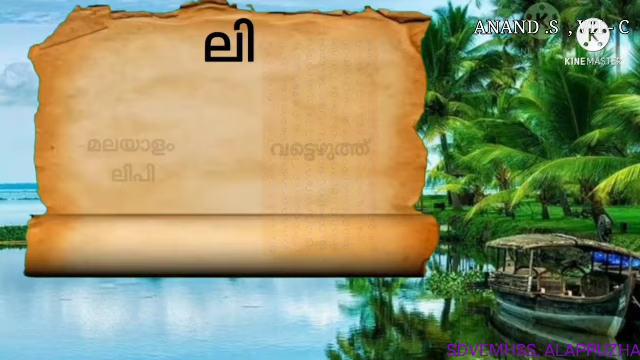 ലി
ANAND .S ,
C
KINEMASTER
മലയാളം
ലിപി
വട്ടെഴുത്ത്
SDVEMHSS, ALAPPUZHA